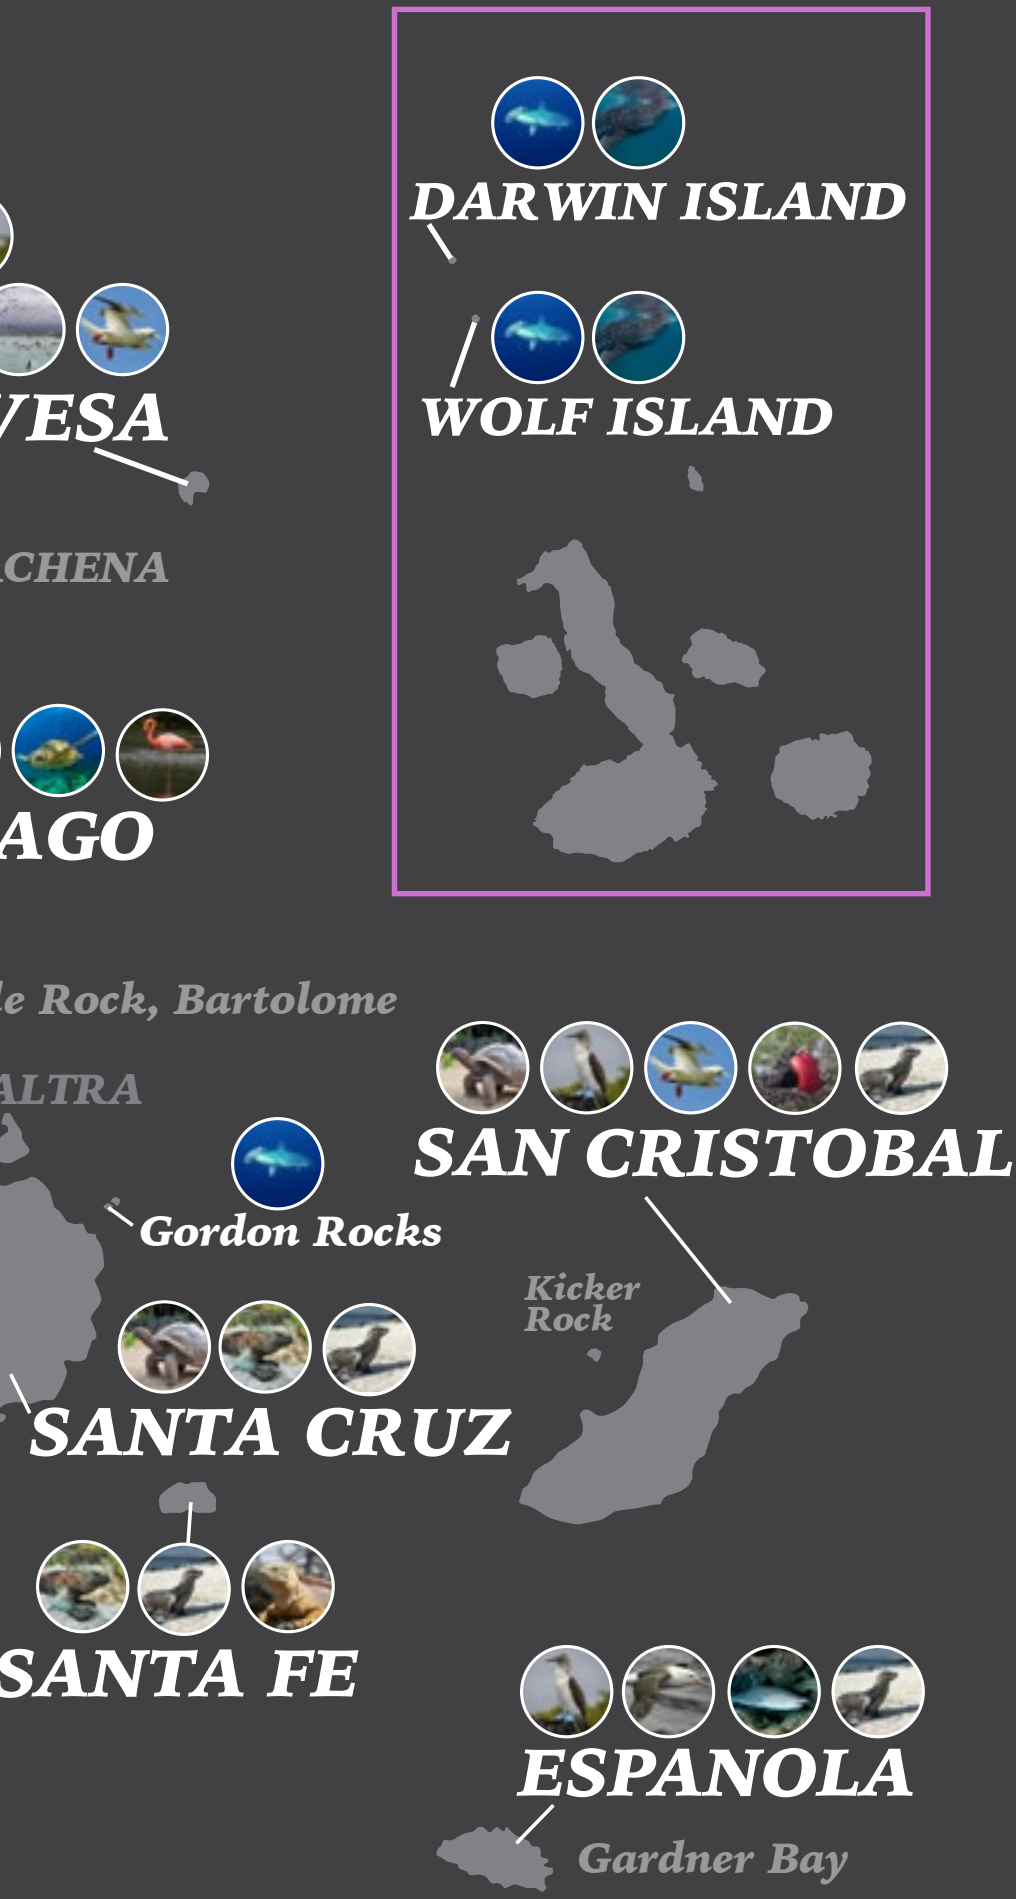 DARWIN ISLAND
WOLF ISLAND
VESA
ACHENA
AGO
le Rock, Bartolome
ALTRA
SAN CRISTOBAL
Gordon Rocks
Kicker
Rock
SANTA CRUZ
SANTA FE
ESPANOLA
Gardner Bay